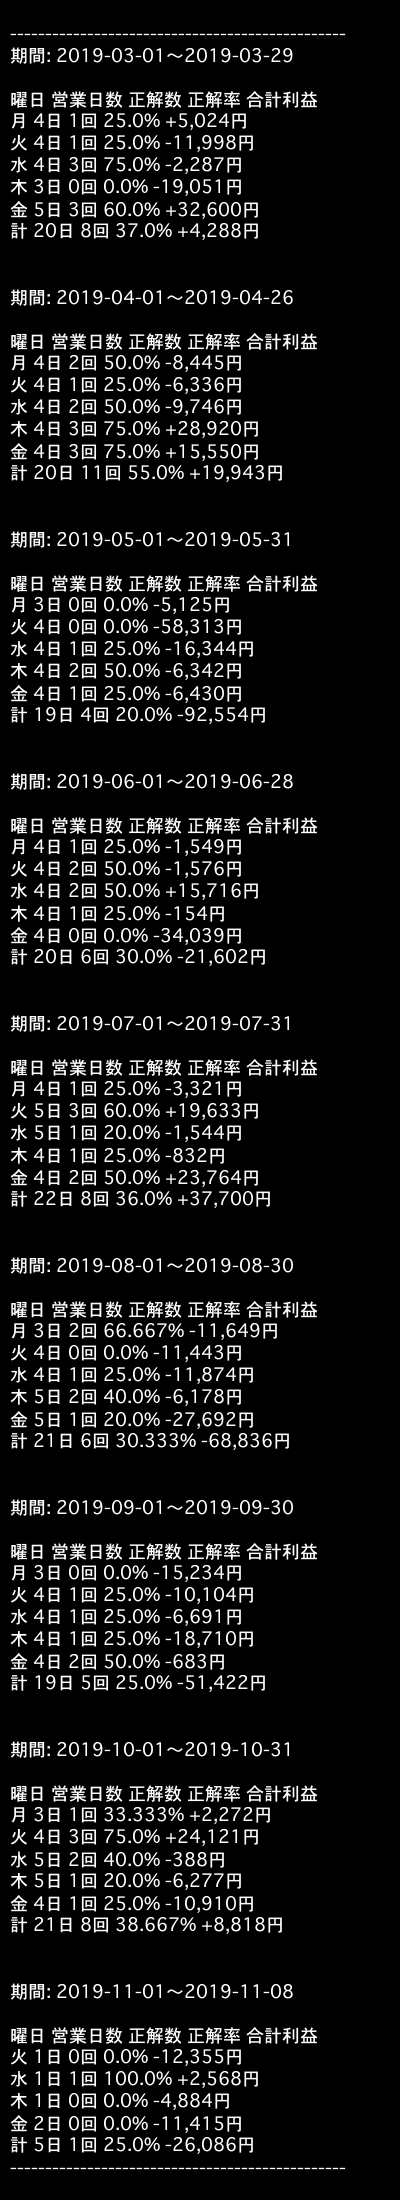 ------------------------------------------------
期間: 2019-03-01〜2019-03-29
曜日 営業日数 正解数 正解率 合計利益
月 4日 1回 25.0% +5,024円
火 4日 1回 25.0% -11,998円
水 4日 3回 75.0% -2,287円
木 3日 0回 0.0% -19,051円
金 5日 3回 60.0% +32,600円
計 20日 8回 37.0% +4,288円
期間: 2019-04-01〜2019-04-26
曜日 営業日数 正解数 正解率 合計利益
月 4日 2回 50.0% -8,445円
火 4日 1回 25.0% -6,336円
水 4日 2回 50.0% -9,746円
木 4日 3回 75.0% +28,920円
金 4日 3回 75.0% +15,550円
計 20日 11回 55.0% +19,943円
期間: 2019-05-01〜2019-05-31
曜日 営業日数 正解数 正解率 合計利益
月 3日 0回 0.0% -5,125円
火 4日 0回 0.0% -58,313円
水 4日 1回 25.0% -16,344円
木 4日 2回 50.0% -6,342円
金 4日 1回 25.0% -6,430円
計 19日 4回 20.0% -92,554円
期間: 2019-06-01〜2019-06-28
曜日 営業日数 正解数 正解率 合計利益
月 4日 1回 25.0% -1,549円
火 4日 2回 50.0% -1,576円
水 4日 2回 50.0% +15,716円
木 4日 1回 25.0% -154円
金 4日 0回 0.0% -34,039円
計 20日 6回 30.0% -21,602円
期間: 2019-07-01〜2019-07-31
曜日 営業日数 正解数 正解率 合計利益
月 4日 1回 25.0% -3,321円
火 5日 3回 60.0% +19,633円
水 5日 1回 20.0% -1,544円
木 4日 1回 25.0% -832円
金 4日 2回 50.0% +23,764円
計 22日 8回 36.0% +37,700円
期間: 2019-08-01〜2019-08-30
曜日 営業日数 正解数 正解率 合計利益
月 3日 2回 66.667% -11,649円
火 4日 0回 0.0% -11,443円
水 4日 1回 25.0% -11,874円
木 5日 2回 40.0% -6,178円
金 5日 1回 20.0% -27,692円
計 21日 6回 30.333% -68,836円
期間: 2019-09-01〜2019-09-30
曜日 営業日数 正解数 正解率 合計利益
月 3日 0回 0.0% -15,234円
火 4日 1回 25.0% -10,104円
水 4日 1回 25.0% -6,691円
木 4日 1回 25.0% -18,710円
金 4日 2回 50.0% -683円
計 19日 5回 25.0% -51,422円
期間: 2019-10-01〜2019-10-31
曜日 営業日数 正解数 正解率 合計利益
月 3日 1回 33.333% +2,272円
火 4日 3回 75.0% +24,121円
水 5日 2回 40.0% -388円
木 5日 1回 20.0% -6,277円
金 4日 1回 25.0% -10,910円
計 21日 8回 38.667% +8,818円
期間: 2019-11-01〜2019-11-08
曜日 営業日数 正解数 正解率 合計利益
火 1日 0回 0.0% -12,355円
水 1日 1回 100.0% +2,568円
木 1日 0回 0.0% -4,884円
金 2日 0回 0.0% -11,415円
計 5日 1回 25.0% -26,086円
------------------------------------------------